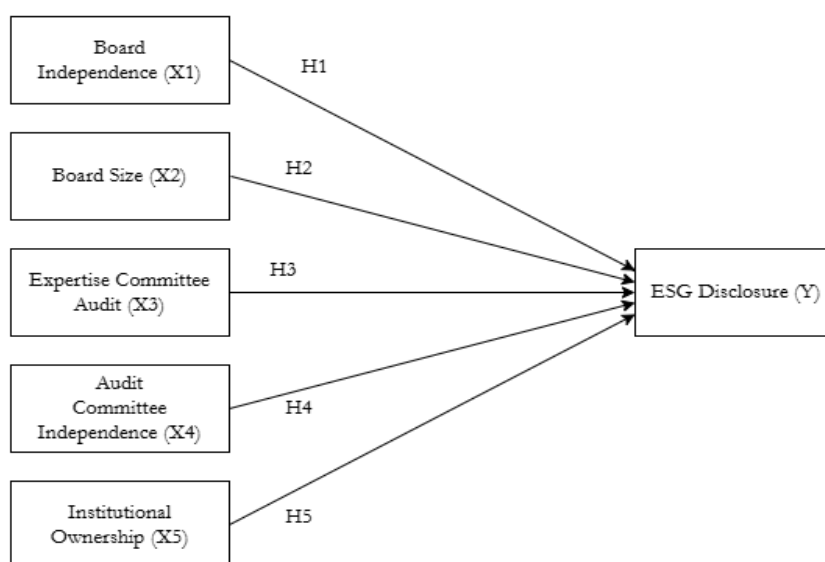 Board
Independence (X1)
H1
Board Size (X2)
H2
Expertise Committee
Audit (X3)
H3
ESG Disclosure (Y)
Audit
Committee
Independence (X4)
H4
Institutional
Ownership (X5)
H5